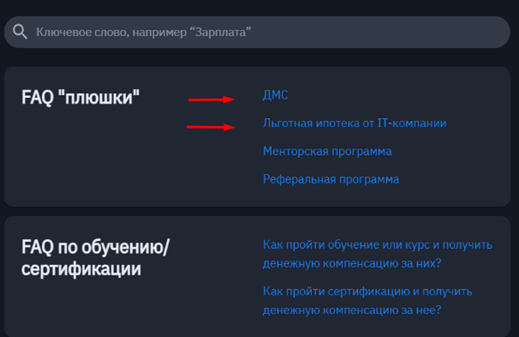 Ключевое слово, например “Зарплата”
FAQ "плюшки"
ДМС
Льготная ипотека от IT-компании
Менторская программа
Реферальная программа
FAQ по обучению/
сертификации
Как пройти обучение или курс и получить
денежную компенсацию за них?
Как пройти сертификацию и получить
денежную компенсацию за нее?